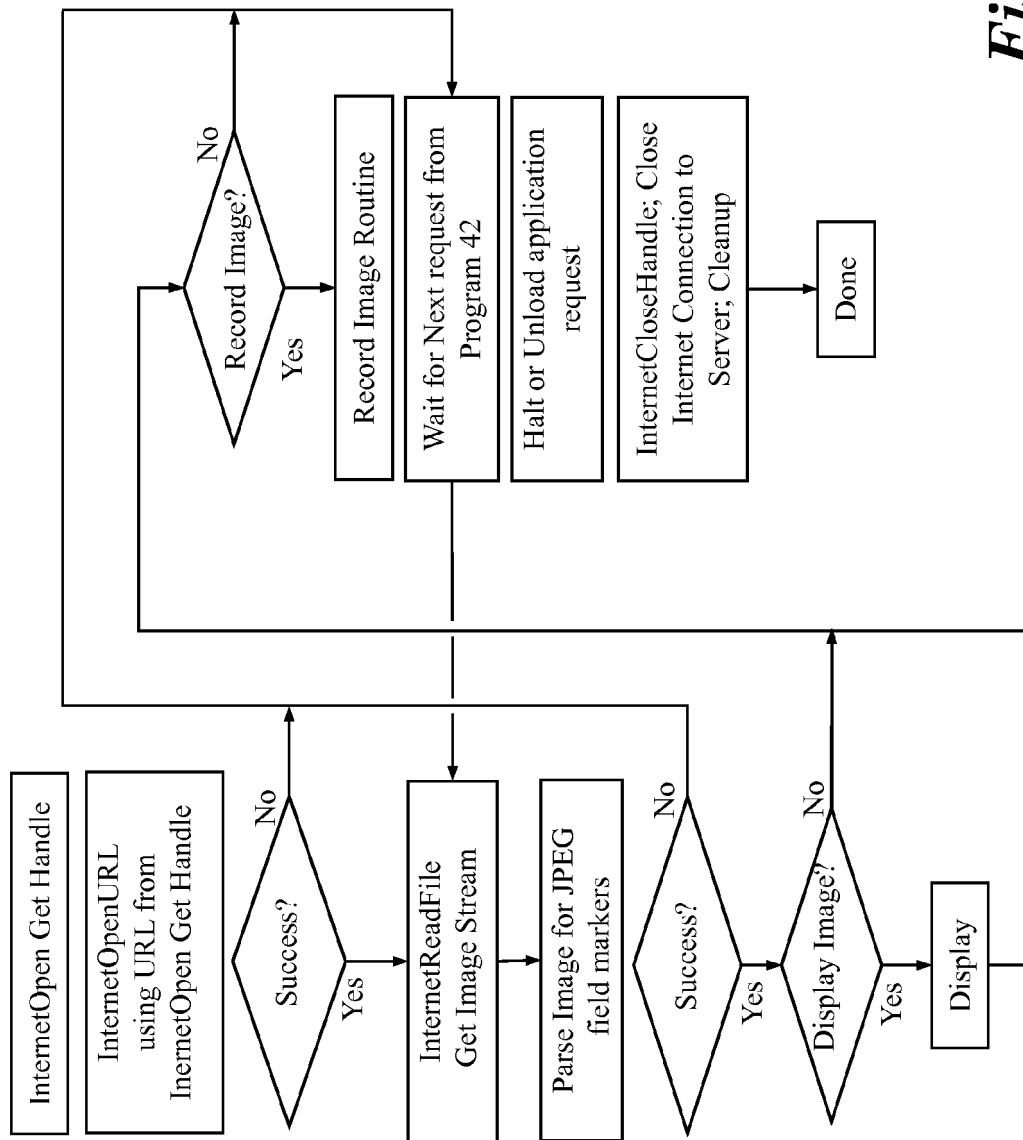 InternetOpen Get Handle
InternetOpenURL
using URL from
InernetOpen Get Handle
Success?
No
Yes
InternetReadFile
Get Image Stream
Parse Image for JPEG
field markers
Success?
No
Yes
Display Image?
No
Yes
Display
Record Image?
No
Yes
Record Image Routine
Wait for Next request from
Program 42
Halt or Unload application
request
InternetCloseHandle; Close
Internet Connection to
Server; Cleanup
Done